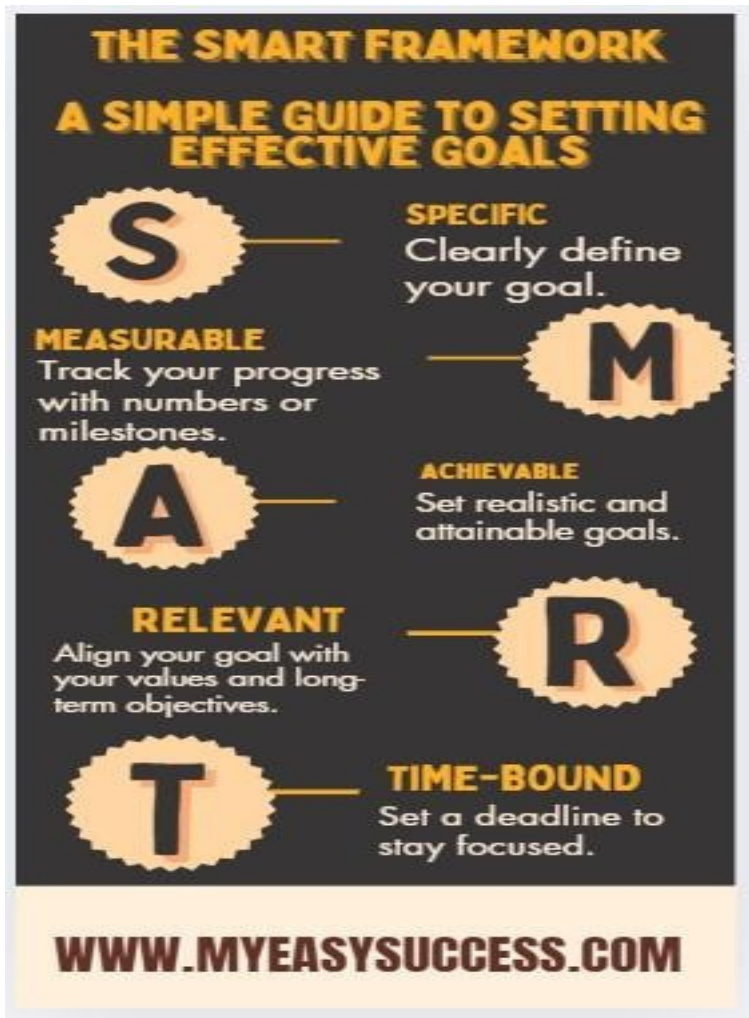 THE SMART FRAMEWORK
A SIMPLE GUIDE TO SETTING
EFFECTIVE GOALS
S
SPECIFIC
Clearly define
your goal.
M
MEASURABLE
Track your progress
with numbers or
milestones.
A
ACHIEVABLE
Set realistic and
attainable goals.
R
RELEVANT
Align your goal with
your values and long-
term objectives.
T
TIME-BOUND
Set a deadline to
stay focused.
WWW.MYEASYSUCCESS.COM